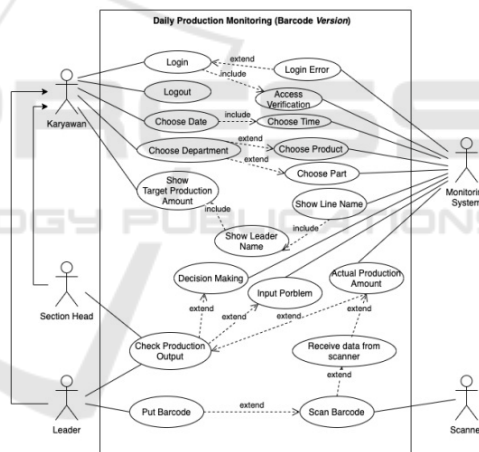 Daily Production Monitoring (Barcode Version)
Login
extend
Login Error
include
Logout
Access
Verification
Karyawan
Choose Date
include
Choose Time
Choose Department
extend
Choose Product
extend
Choose Part
Monitoring
System
Show
Target Production
Amount
Show Line Name
include
Show Leader
Name
include
Decision Making
Input Porblem
Actual Production
Amount
Section Head
extend
extend
extend
extend
Check Production
Output
Receive data from
scanner
extend
Leader
Put Barcode
extend
Scan Barcode
Scanner